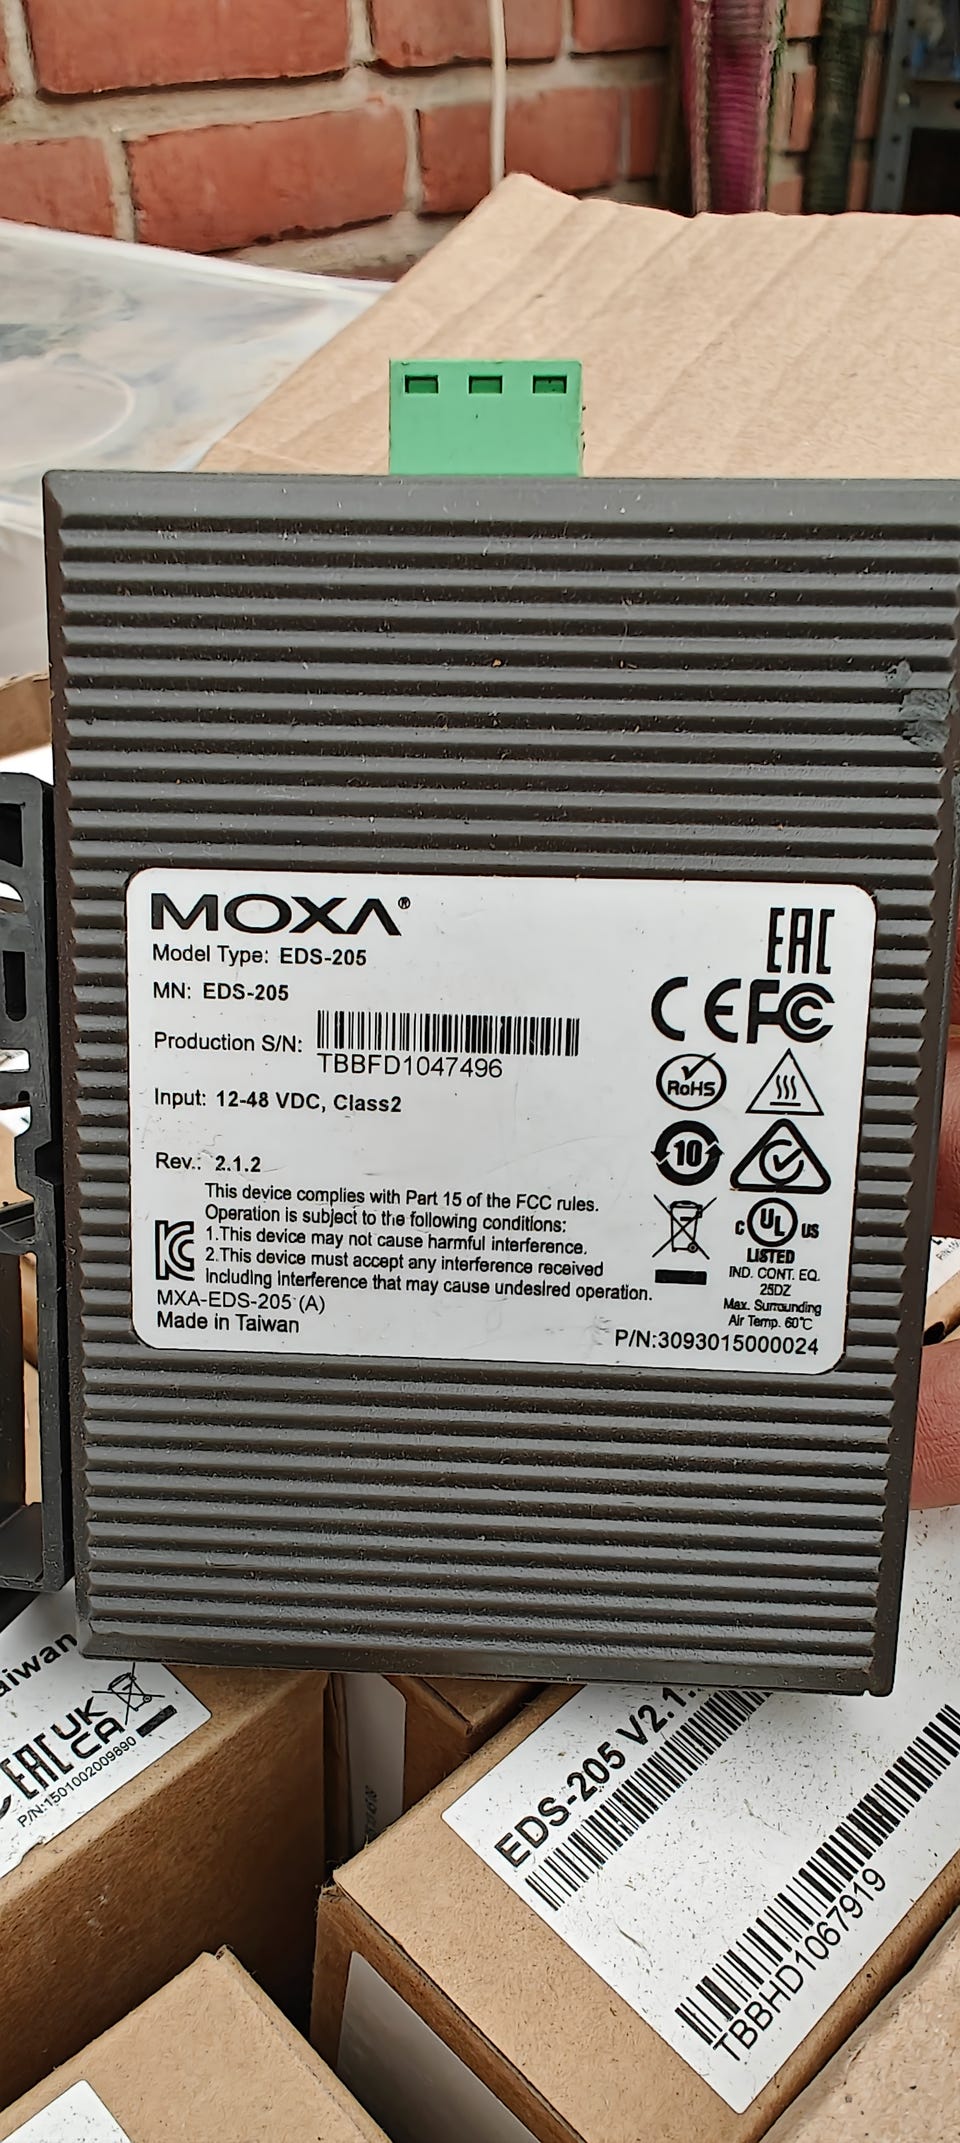 MOXA®
Model Type: EDS-205
MN: EDS-205
Production S/N:
TBBFD1047496
Input: 12-48 VDC, Class2
Rev.: 2.1.2
This device complies with Part 15 of the FCC rules.
Operation is subject to the following conditions:
1.This device may not cause harmful interference.
2.This device must accept any interference received
including interference that may cause undesired operation.
MXA-EDS-205 (A)
Made in Taiwan
EAC
CE FC
RoHS
10
C UL US
LISTED
IND. CONT. EQ.
25DZ
Max. Surrounding
Air Temp. 60℃
P/N:3093015000024
aiwan
EAC UK CA
P/N:1501002009890
EDS-205 V2.1
TBBHD1067919